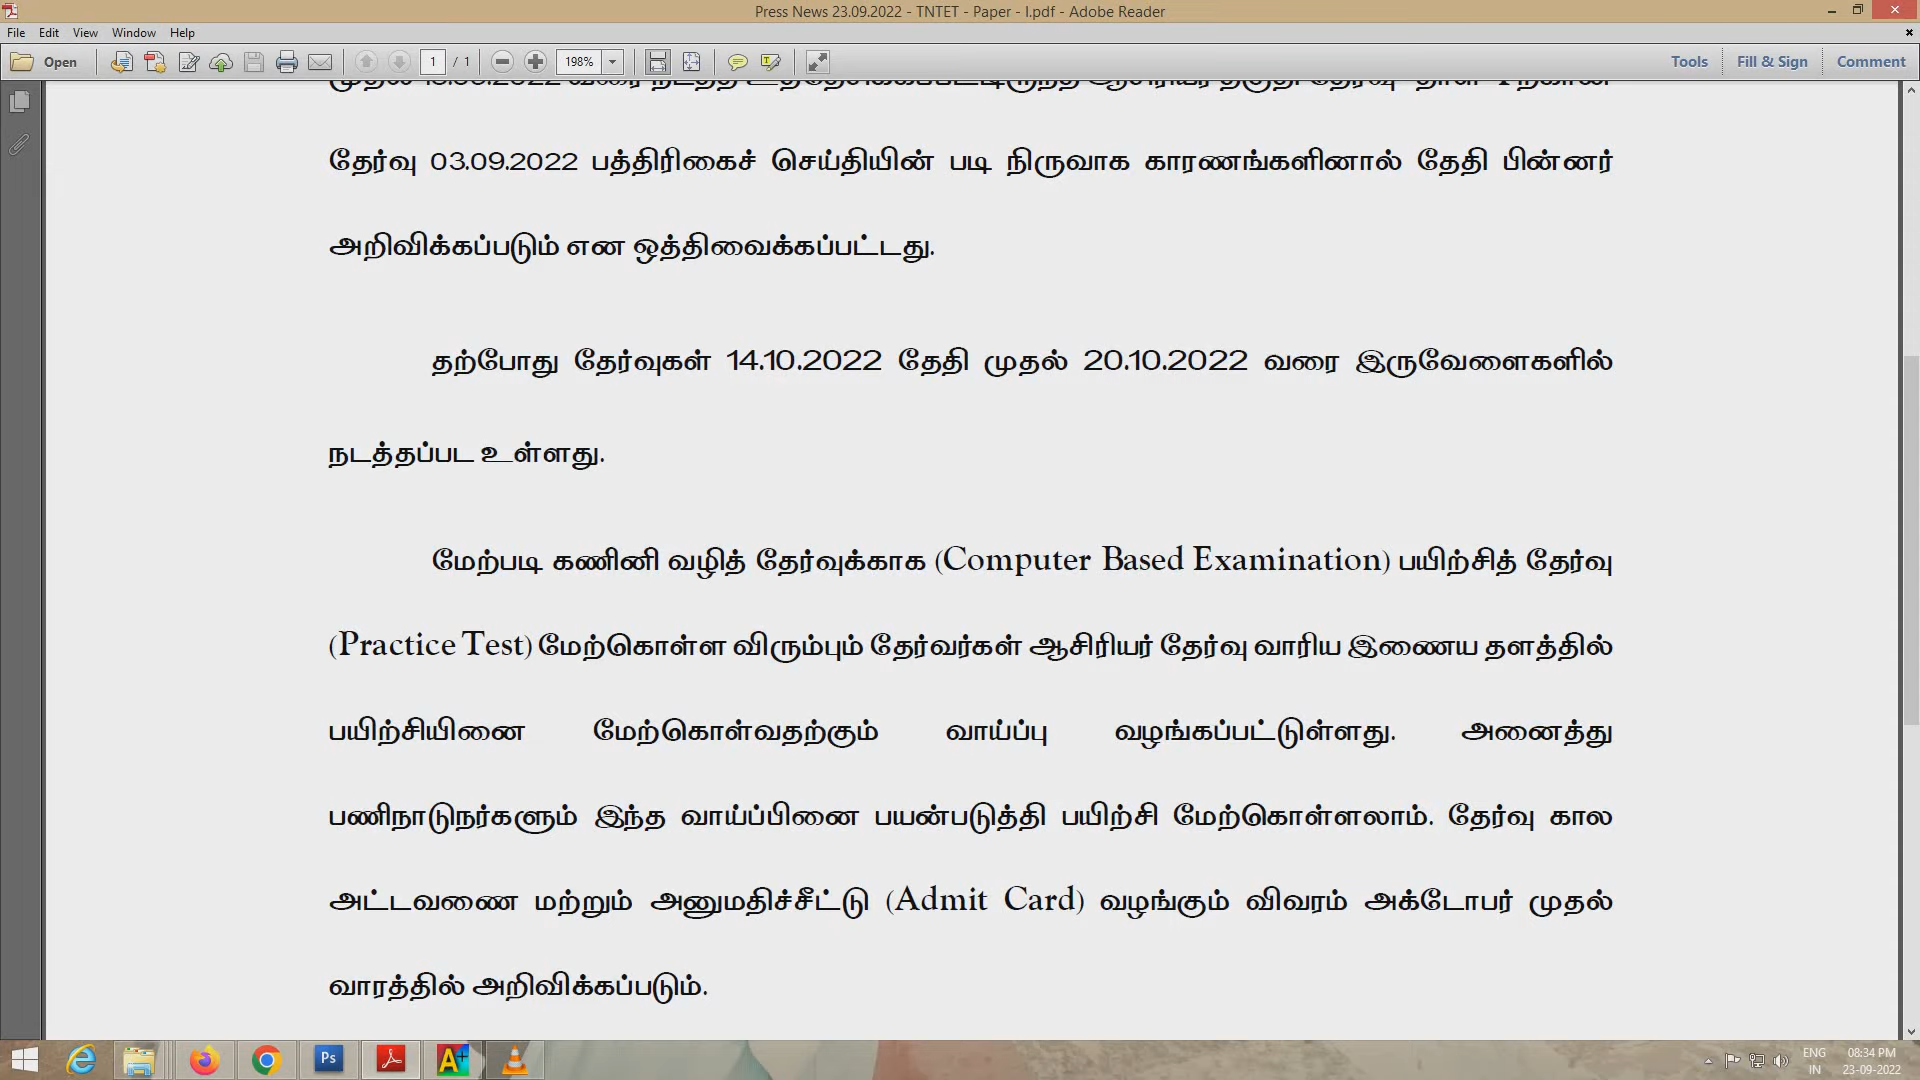 Press News 23.09.2022 - TNTET - Paper - I.pdf - Adobe Reader
File Edit View Window Help
Open 1 / 1 198% Tools Fill & Sign Comment
தேர்வு 03.09.2022 பத்திரிகைச் செய்தியின் படி நிருவாக காரணங்களினால் தேதி பின்னர்
அறிவிக்கப்படும் என ஒத்திவைக்கப்பட்டது.
தற்போது தேர்வுகள் 14.10.2022 தேதி முதல் 20.10.2022 வரை இருவேளைகளில்
நடத்தப்பட உள்ளது.
மேற்படி கணினி வழித் தேர்வுக்காக (Computer Based Examination) பயிற்சித் தேர்வு
(Practice Test) மேற்கொள்ள விரும்பும் தேர்வர்கள் ஆசிரியர் தேர்வு வாரிய இணைய தளத்தில்
பயிற்சியினை மேற்கொள்வதற்கும் வாய்ப்பு வழங்கப்பட்டுள்ளது. அனைத்து
பணிநாடுநர்களும் இந்த வாய்ப்பினை பயன்படுத்தி பயிற்சி மேற்கொள்ளலாம். தேர்வு கால
அட்டவணை மற்றும் அனுமதிச்சீட்டு (Admit Card) வழங்கும் விவரம் அக்டோபர் முதல்
வாரத்தில் அறிவிக்கப்படும்.
Ps
A+
ENG 08:34 PM
IN 23-09-2022